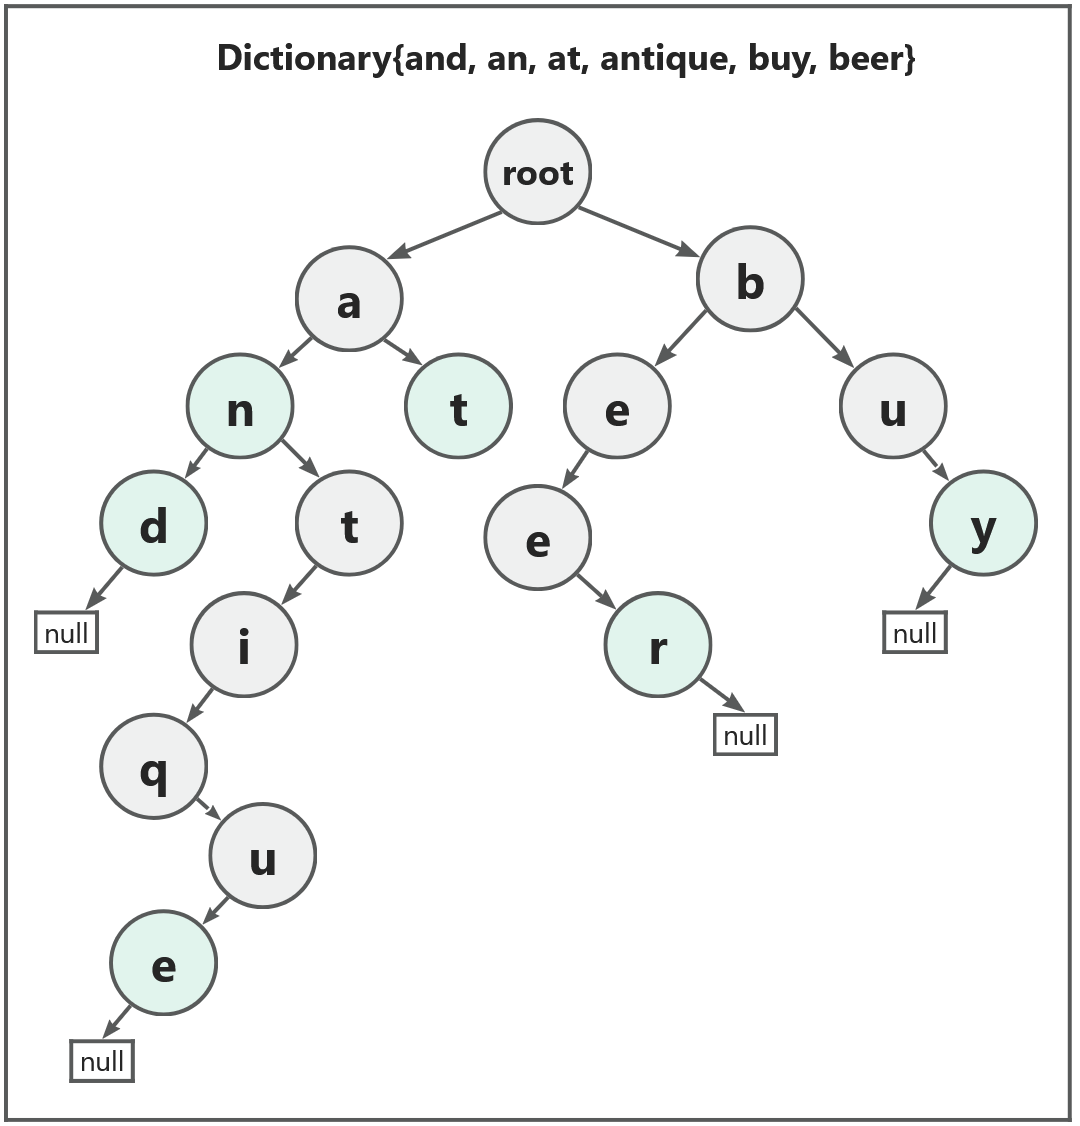 Dictionary{and, an, at, antique, buy, beer}
root
a
b
n
t
e
u
d
t
e
y
null
i
r
null
q
null
u
e
null